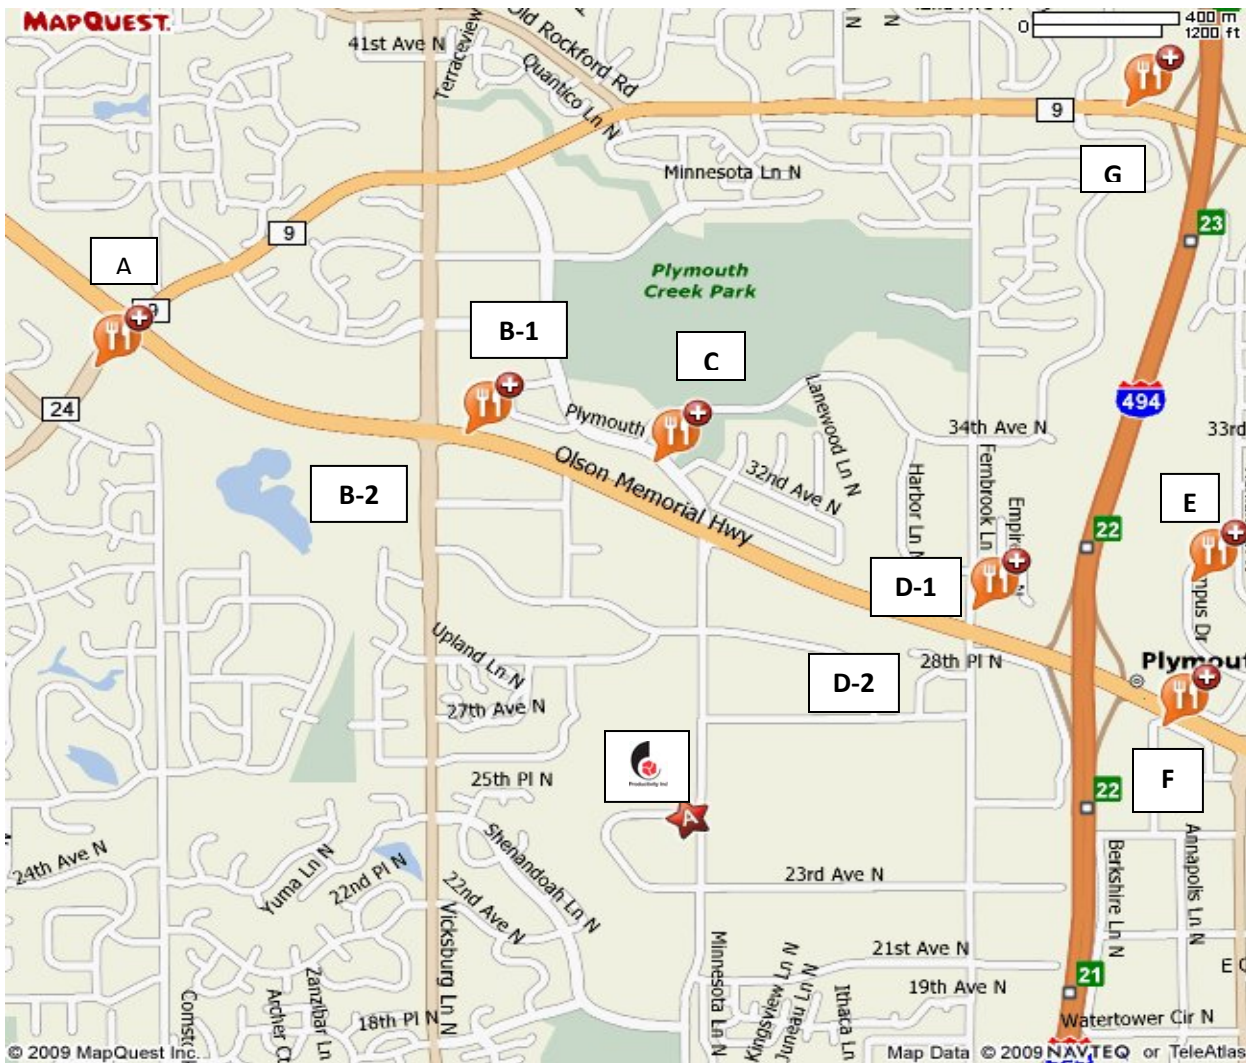 MAPQUEST.
41st Ave N
Terraceview
Old Rockford Rd
Quantico Ln N
N
N
0
400 m
1200 ft
9
Minnesota Ln N
G
23
9
A
Plymouth
Creek Park
B-1
C
24
494
Plymouth
Lanewood Ln N
34th Ave N
33rd
Olson Memorial Hwy
32nd Ave N
Harbor Ln N
Fernbrook Ln
B-2
E
22
D-1
mpus Dr
Upland Ln N
28th Pl N
Plymout
D-2
27th Ave N
Productivity Inc
25th Pl N
F
22
A
Shenandoah Ln N
24th Ave N
Yuma Ln N
22nd Pl N
22nd Ave N
23rd Ave N
Berkshire Ln N
Annapolis Ln N
Vicksburg Ln N
Minnesota Ln N
Kingsview Ln N
Juneau Ln N
Ithaca Ln
21st Ave N
19th Ave N
21
Zanzibar Ln
18th Pl N
Watertower Cir N
© 2009 MapQuest Inc.
Map Data © 2009 NAVTEQ or TeleAtlas